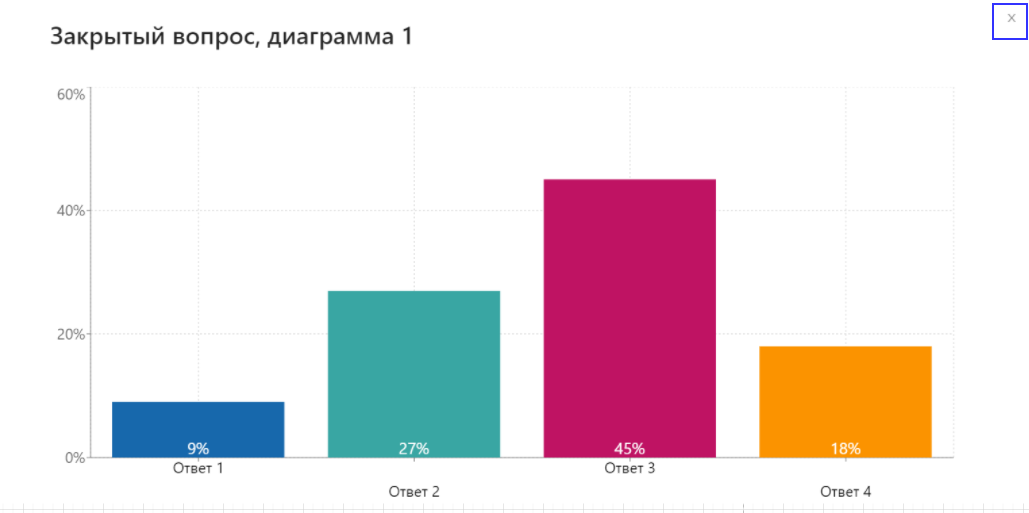 Закрытый вопрос, диаграмма 1
x
60%
40%
20%
0%
9%
27%
45%
18%
Ответ 1
Ответ 2
Ответ 3
Ответ 4